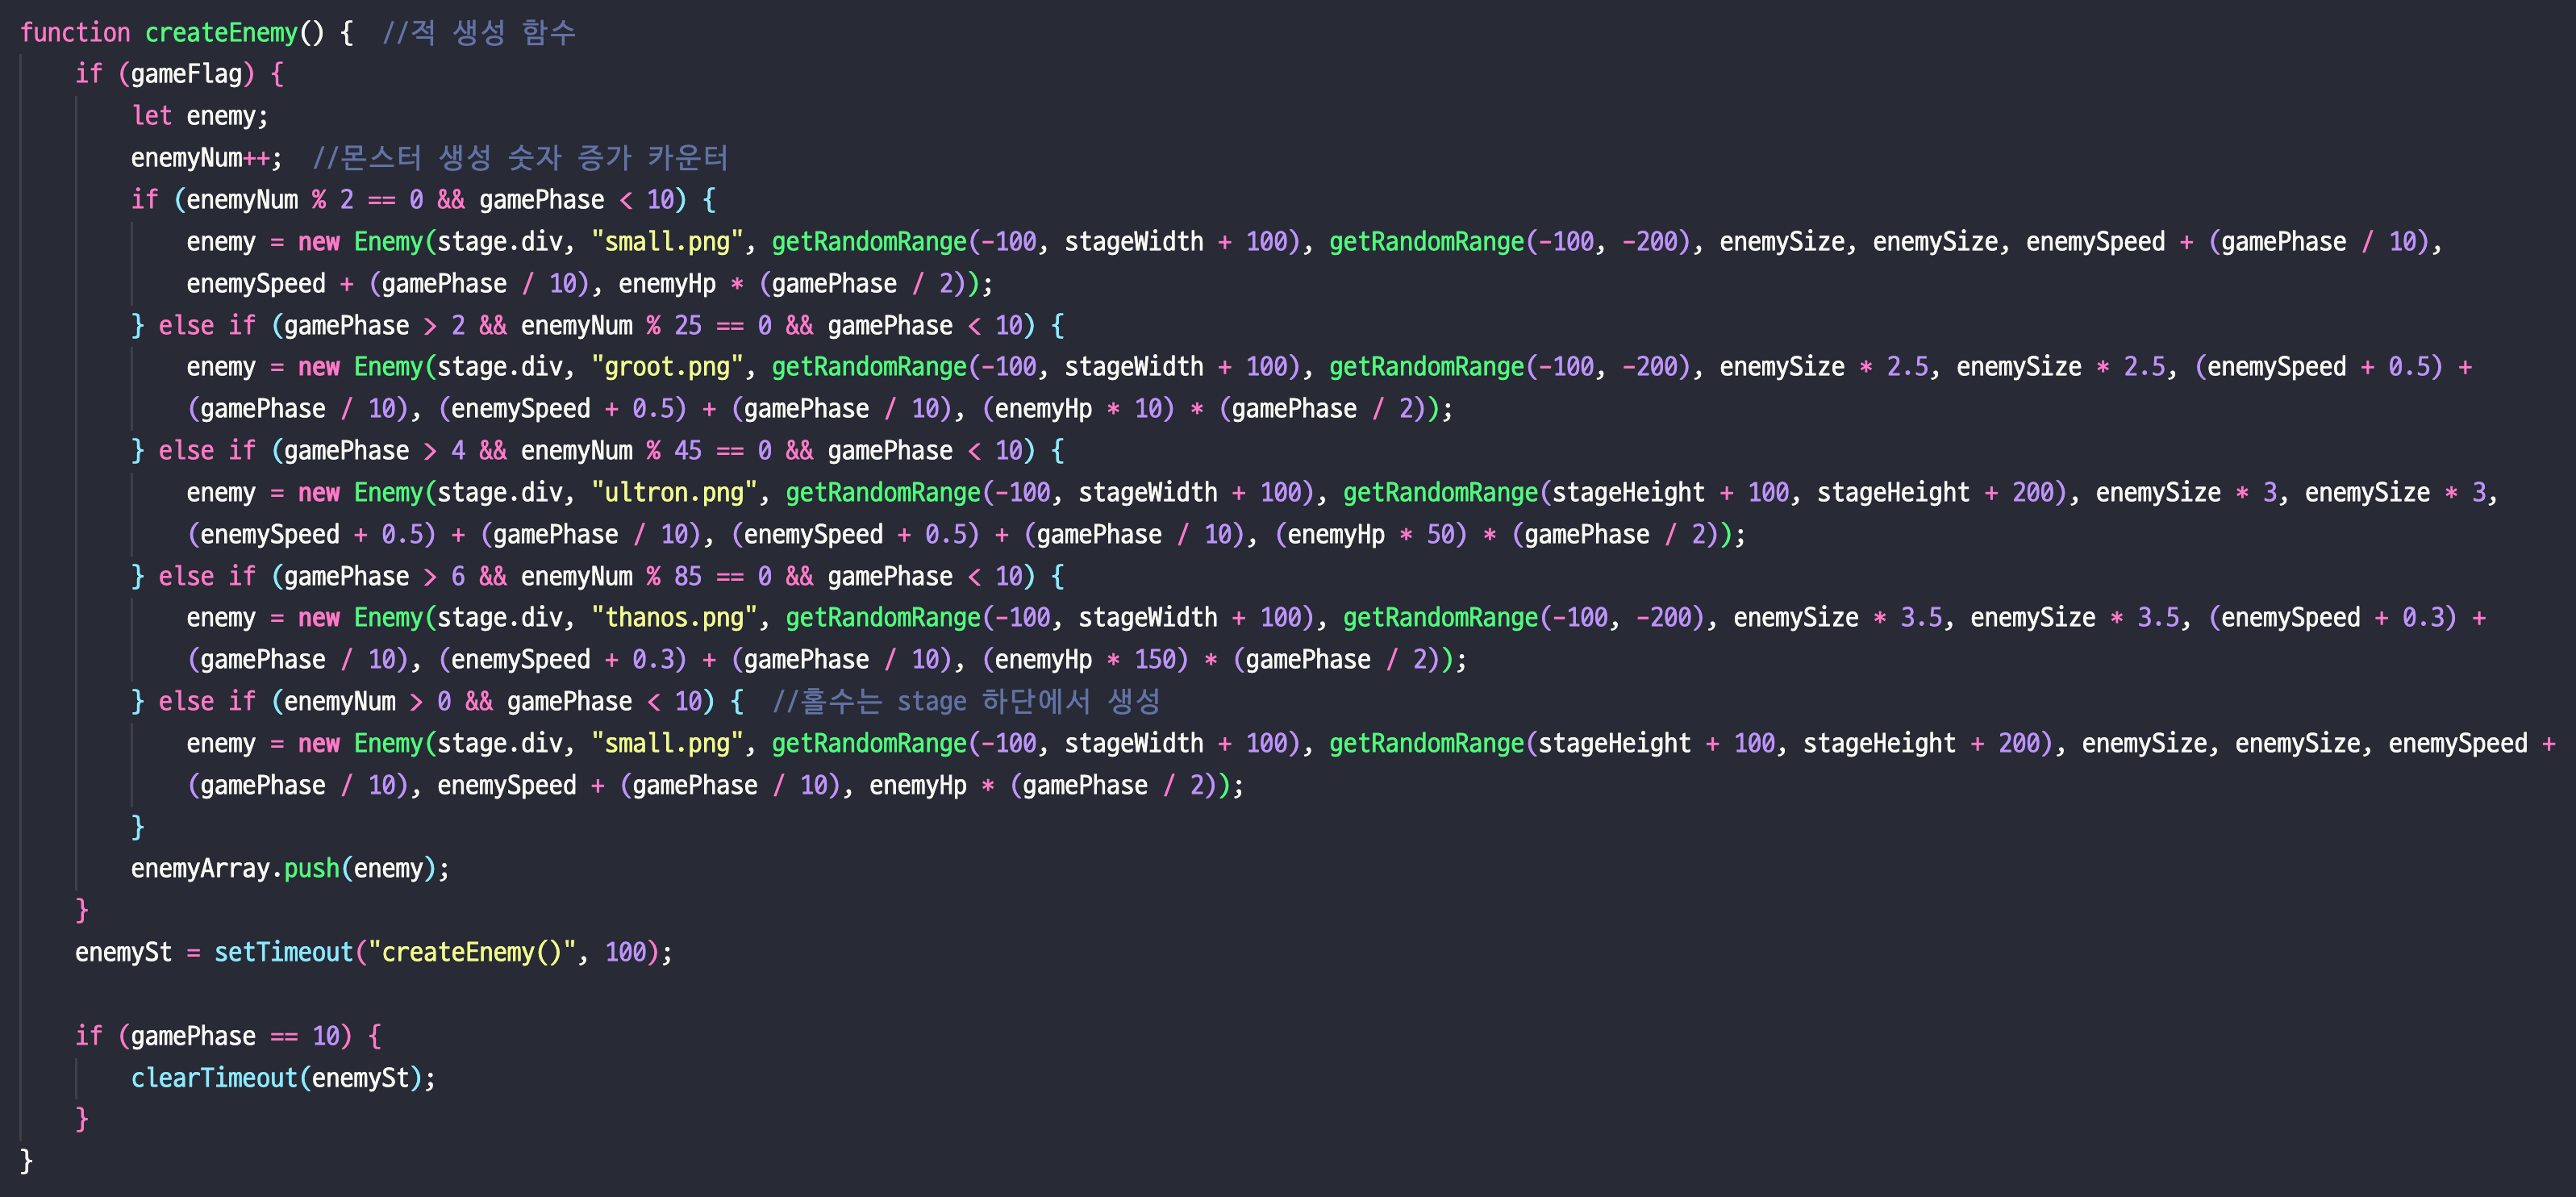 function createEnemy() {  //적 생성 함수
    if (gameFlag) {
        let enemy;
        enemyNum++;  //몬스터 생성 숫자 증가 카운터
        if (enemyNum % 2 == 0 && gamePhase < 10) {
            enemy = new Enemy(stage.div, "small.png", getRandomRange(-100, stageWidth + 100), getRandomRange(-100, -200), enemySize, enemySize, enemySpeed + (gamePhase / 10),
            enemySpeed + (gamePhase / 10), enemyHp * (gamePhase / 2));
        } else if (gamePhase > 2 && enemyNum % 25 == 0 && gamePhase < 10) {
            enemy = new Enemy(stage.div, "groot.png", getRandomRange(-100, stageWidth + 100), getRandomRange(-100, -200), enemySize * 2.5, enemySize * 2.5, (enemySpeed + 0.5) +
            (gamePhase / 10), (enemySpeed + 0.5) + (gamePhase / 10), (enemyHp * 10) * (gamePhase / 2));
        } else if (gamePhase > 4 && enemyNum % 45 == 0 && gamePhase < 10) {
            enemy = new Enemy(stage.div, "ultron.png", getRandomRange(-100, stageWidth + 100), getRandomRange(stageHeight + 100, stageHeight + 200), enemySize * 3, enemySize * 3,
            (enemySpeed + 0.5) + (gamePhase / 10), (enemySpeed + 0.5) + (gamePhase / 10), (enemyHp * 50) * (gamePhase / 2));
        } else if (gamePhase > 6 && enemyNum % 85 == 0 && gamePhase < 10) {
            enemy = new Enemy(stage.div, "thanos.png", getRandomRange(-100, stageWidth + 100), getRandomRange(-100, -200), enemySize * 3.5, enemySize * 3.5, (enemySpeed + 0.3) +
            (gamePhase / 10), (enemySpeed + 0.3) + (gamePhase / 10), (enemyHp * 150) * (gamePhase / 2));
        } else if (enemyNum > 0 && gamePhase < 10) {  //홀수는 stage 하단에서 생성
            enemy = new Enemy(stage.div, "small.png", getRandomRange(-100, stageWidth + 100), getRandomRange(stageHeight + 100, stageHeight + 200), enemySize, enemySize, enemySpeed +
            (gamePhase / 10), enemySpeed + (gamePhase / 10), enemyHp * (gamePhase / 2));
        }
        enemyArray.push(enemy);
    }
    enemySt = setTimeout("createEnemy()", 100);

    if (gamePhase == 10) {
        clearTimeout(enemySt);
    }
}